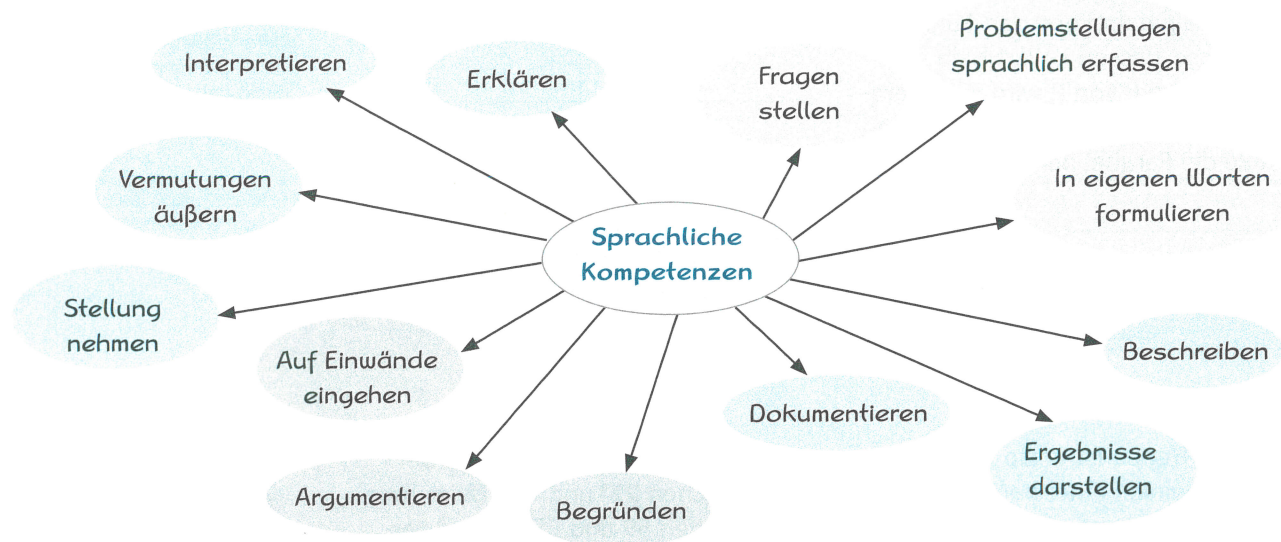 Interpretieren
Erklären
Fragen
stellen
Problemstellungen
sprachlich erfassen
Vermutungen
äußern
In eigenen Worten
formulieren
Sprachliche
Kompetenzen
Stellung
nehmen
Auf Einwände
eingehen
Beschreiben
Dokumentieren
Ergebnisse
darstellen
Argumentieren
Begründen